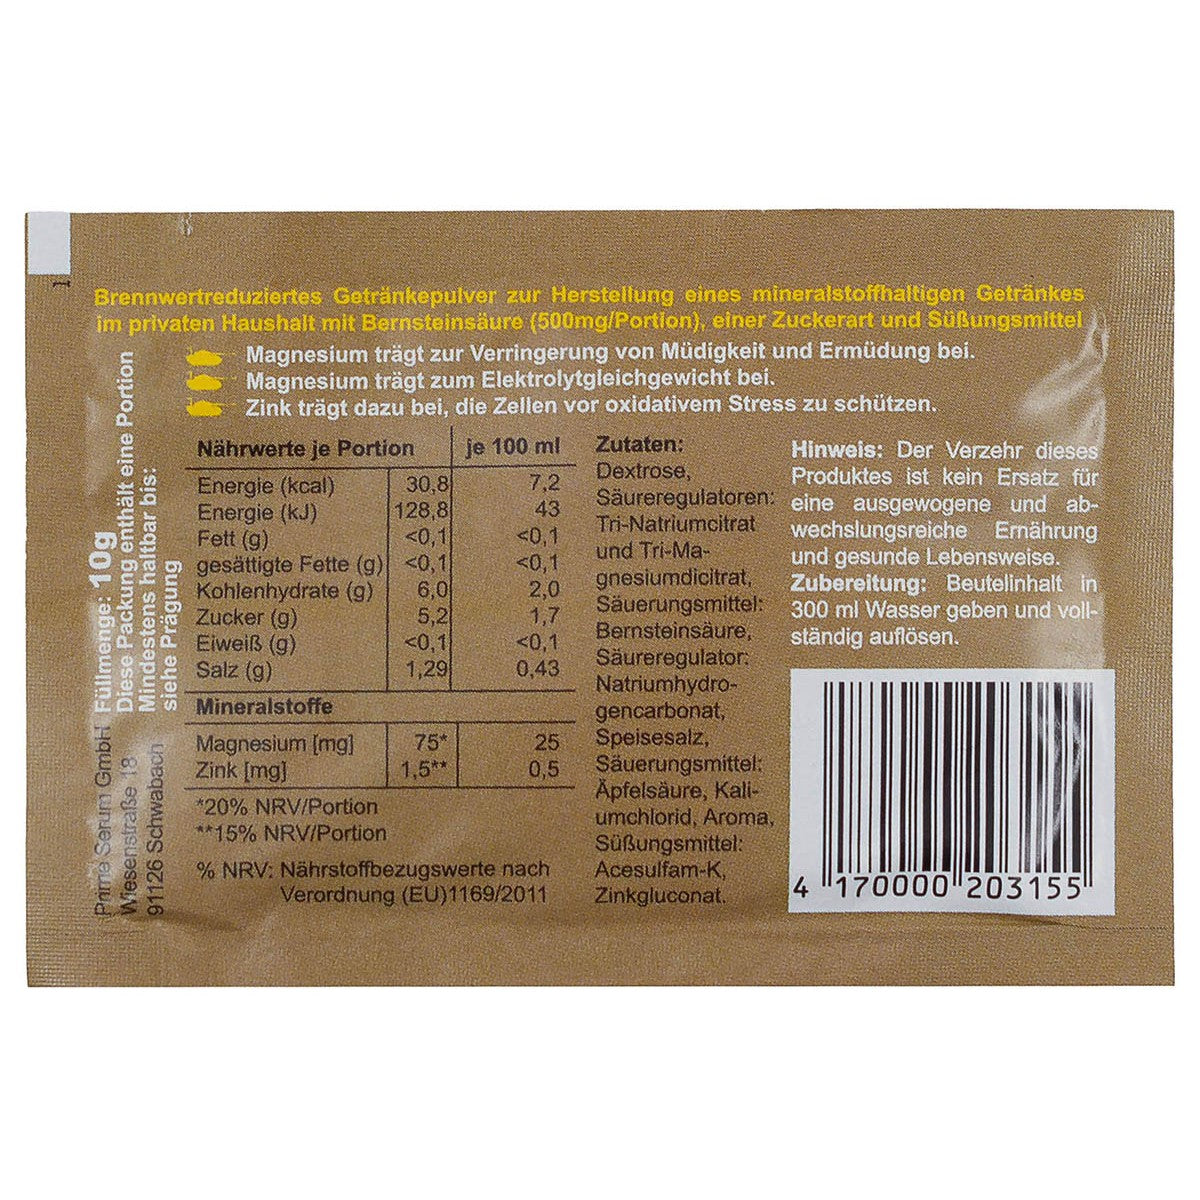 Brennwertreduziertes Getränkepulver zur Herstellung eines mineralstoffhaltigen Getränkes
im privaten Haushalt mit Bernsteinsäure (500mg/Portion), einer Zuckerart und Süßungsmittel
Magnesium trägt zur Verringerung von Müdigkeit und Ermüdung bei.
Magnesium trägt zum Elektrolytgleichgewicht bei.
Zink trägt dazu bei, die Zellen vor oxidativem Stress zu schützen.
1
Füllmenge: 10g
Diese Packung enthält eine Portion
Mindestens haltbar bis:
siehe Prägung
Prime Serum GmbH
Wiesenstraße 18
91126 Schwabach
Nährwerte je Portion je 100 ml
Energie (kcal) 30,8 7,2
Energie (kJ) 128,8 43
Fett (g) <0,1 <0,1
gesättigte Fette (g) <0,1 <0,1
Kohlenhydrate (g) 6,0 2,0
Zucker (g) 5,2 1,7
Eiweiß (g) <0,1 <0,1
Salz (g) 1,29 0,43
Mineralstoffe
Magnesium [mg] 75* 25
Zink [mg] 1,5** 0,5
*20% NRV/Portion
**15% NRV/Portion
% NRV: Nährstoffbezugswerte nach
Verordnung (EU)1169/2011
Zutaten:
Dextrose,
Säureregulatoren:
Tri-Natriumcitrat
und Tri-Ma-
gnesiumdicitrat,
Säuerungsmittel:
Bernsteinsäure,
Säureregulator:
Natriumhydro-
gencarbonat,
Speisesalz,
Säuerungsmittel:
Äpfelsäure, Kali-
umchlorid, Aroma,
Süßungsmittel:
Acesulfam-K,
Zinkgluconat.
Hinweis: Der Verzehr dieses
Produktes ist kein Ersatz für
eine ausgewogene und ab-
wechslungsreiche Ernährung
und gesunde Lebensweise.
Zubereitung: Beutelinhalt in
300 ml Wasser geben und voll-
ständig auflösen.
4 170000 203155